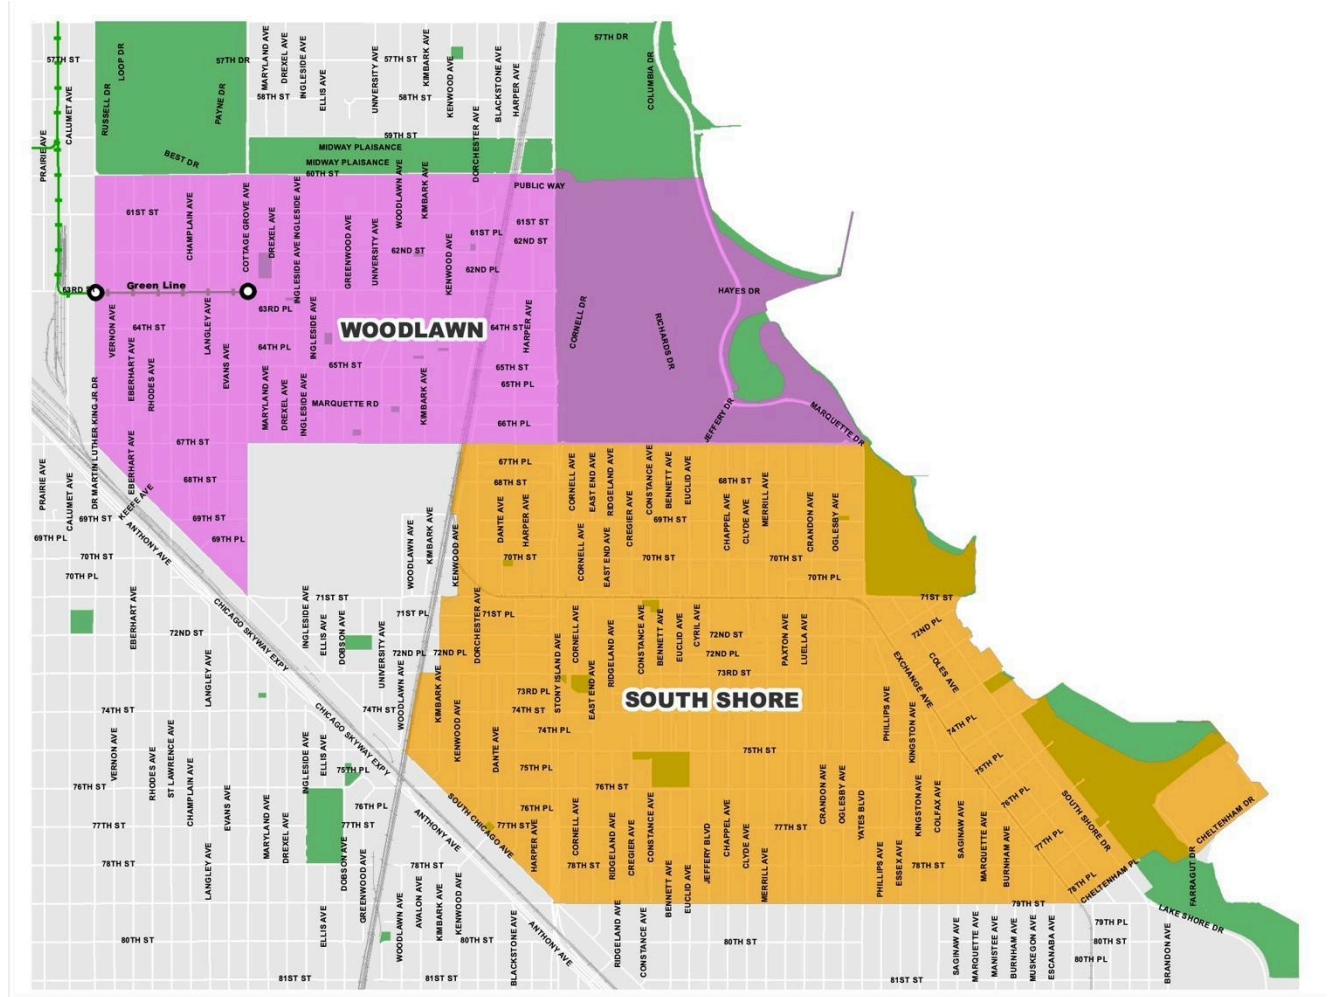 57TH ST
LOOP DR
57TH DR
MARYLAND AVE
DREXEL AVE
INGLESIDE AVE
ELLIS AVE
UNIVERSITY AVE
57TH ST
KIMBARK AVE
KENWOOD AVE
BLACKSTONE AVE
HARPER AVE
57TH DR
COLUMBIA DR
CALUMET AVE
RUSSELL DR
PAYNE DR
58TH ST
58TH ST
PRAIRIE AVE
BEST DR
59TH ST
MIDWAY PLAISANCE
MIDWAY PLAISANCE
60TH ST
DORCHESTER AVE
PUBLIC WAY
61ST ST
CHAMPLAIN AVE
COTTAGE GROVE AVE
DREXEL AVE
INGLESIDE AVE
INGLESIDE AVE
GREENWOOD AVE
UNIVERSITY AVE
WOODLAWN AVE
KIMBARK AVE
61ST ST
61ST PL
62ND ST
62ND ST
KENWOOD AVE
62ND PL
63RD
Green Line
HAYES DR
VERNON AVE
64TH ST
LANGLEY AVE
63RD PL
INGLESIDE AVE
WOODLAWN
64TH ST
HARPER AVE
CORNELL DR
RICHARDS DR
64TH PL
65TH ST
65TH ST
65TH PL
EBERHART AVE
RHODES AVE
EVANS AVE
MARYLAND AVE
DREXEL AVE
INGLESIDE AVE
MARQUETTE RD
KIMBARK AVE
66TH PL
JEFFERY DR
MARQUETTE DR
DR MARTIN LUTHER KING JR DR
67TH ST
EBERHART AVE
68TH ST
KEEFE AVE
PRAIRIE AVE
CALUMET AVE
69TH ST
69TH ST
69TH PL
69TH PL
ANTHONY AVE
70TH ST
70TH PL
67TH PL
68TH ST
CORNELL AVE
EAST END AVE
RIDGELAND AVE
CONSTANCE AVE
BENNETT AVE
EUCLID AVE
68TH ST
MERRILL AVE
DANTE AVE
HARPER AVE
CREGIER AVE
69TH ST
CHAPPEL AVE
CLYDE AVE
CRANDON AVE
OGLESBY AVE
WOODLAWN AVE
KIMBARK AVE
KENWOOD AVE
70TH ST
CORNELL AVE
EAST END AVE
70TH ST
70TH ST
70TH PL
71ST ST
71ST ST
EBERHART AVE
CHICAGO SKYWAY EXPY
INGLESIDE AVE
ELLIS AVE
DOBSON AVE
71ST PL
71ST PL
DORCHESTER AVE
72ND ST
UNIVERSITY AVE
72ND PL
72ND PL
CORNELL AVE
RIDGELAND AVE
CONSTANCE AVE
BENNETT AVE
EUCLID AVE
CYRIL AVE
72ND ST
72ND PL
73RD ST
PAXTON AVE
LUELLA AVE
72ND PL
COLES AVE
EXCHANGE AVE
LANGLEY AVE
WOODLAWN AVE
KIMBARK AVE
STONY ISLAND AVE
EAST END AVE
73RD PL
SOUTH SHORE
74TH ST
74TH ST
74TH ST
74TH PL
74TH PL
CHICAGO SKYWAY EXPY
KENWOOD AVE
DANTE AVE
PHILLIPS AVE
KINGSTON AVE
VERNON AVE
RHODES AVE
ST LAWRENCE AVE
CHAMPLAIN AVE
INGLESIDE AVE
ELLIS AVE
75TH PL
75TH PL
75TH ST
75TH PL
76TH ST
76TH ST
76TH PL
EVANS AVE
MARYLAND AVE
DREXEL AVE
76TH PL
76TH PL
SOUTH CHICAGO AVE
ANTHONY AVE
77TH ST
77TH ST
77TH ST
77TH ST
77TH PL
SOUTH SHORE DR
CHELTENHAM DR
CRANDON AVE
OGLESBY AVE
YATES BLVD
KINGSTON AVE
COLFAX AVE
SAGINAW AVE
MARQUETTE AVE
BURNHAM AVE
CORNELL AVE
RIDGELAND AVE
CREGIER AVE
CONSTANCE AVE
JEFFERY BLVD
CHAPPEL AVE
CLYDE AVE
MERRILL AVE
PHILLIPS AVE
ESSEX AVE
HARPER AVE
78TH ST
78TH ST
78TH ST
78TH ST
78TH PL
CHELTENHAM PL
FARRAGUT DR
LANGLEY AVE
DOBSON AVE
GREENWOOD AVE
WOODLAWN AVE
AVALON AVE
KIMBARK AVE
KENWOOD AVE
BENNETT AVE
EUCLID AVE
79TH ST
79TH PL
LAKE SHORE DR
80TH ST
ELLIS AVE
80TH ST
BLACKSTONE AVE
ANTHONY AVE
RIDGELAND AVE
CONSTANCE AVE
80TH ST
SAGINAW AVE
MARQUETTE AVE
MANISTEE AVE
BURNHAM AVE
MUSKEGON AVE
ESCANABA AVE
80TH ST
80TH PL
BRANDON AVE
81ST ST
81ST ST
81ST ST